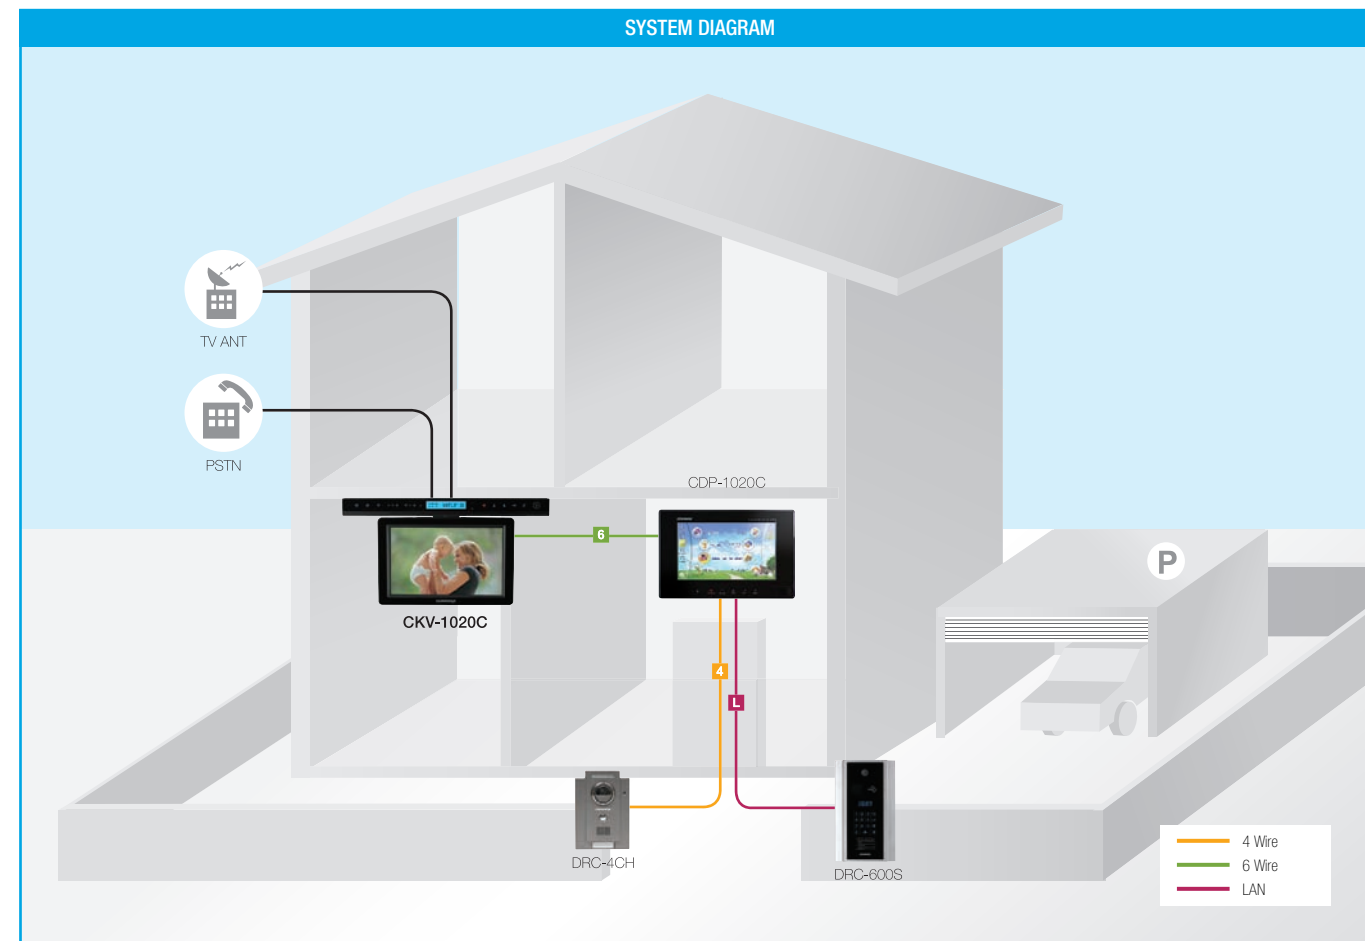 SYSTEM DIAGRAM
TV ANT
PSTN
CDP-1020C
6
P
CKV-1020C
4
L
DRC-4CH
DRC-600S
4 Wire
6 Wire
LAN